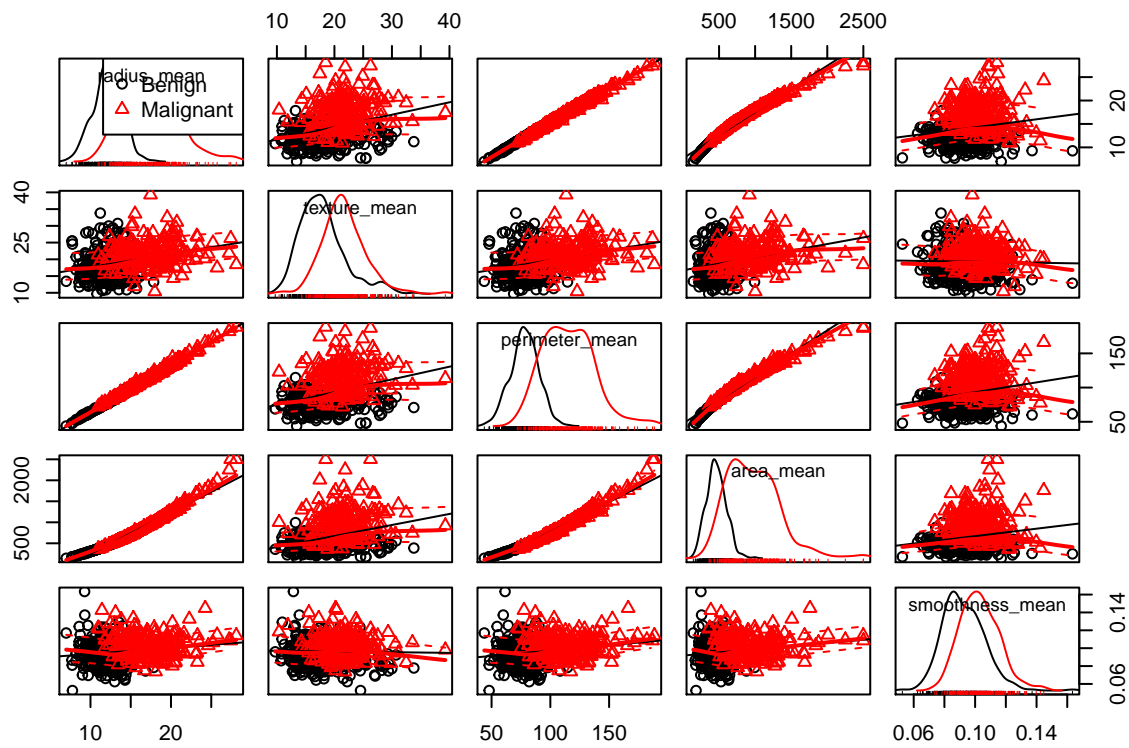 10 20 30 40
500 1500 2500
radius_mean
Benign
Malignant
10 20
10 25 40
texture_mean
perimeter_mean
50 150
500 2000
area_mean
smoothness_mean
0.06 0.14
10 20
50 100 150
0.06 0.10 0.14